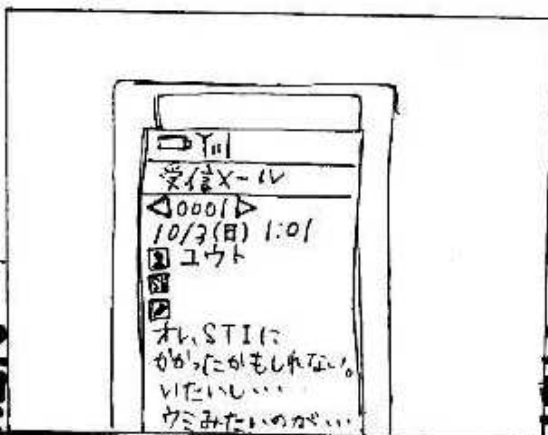 受信メール
◁0001▷
10/3(日) 1:01
ユウト
オレ、STIに
かかったかもしれない。
いたいし・・・
ウミみたいのが・・・